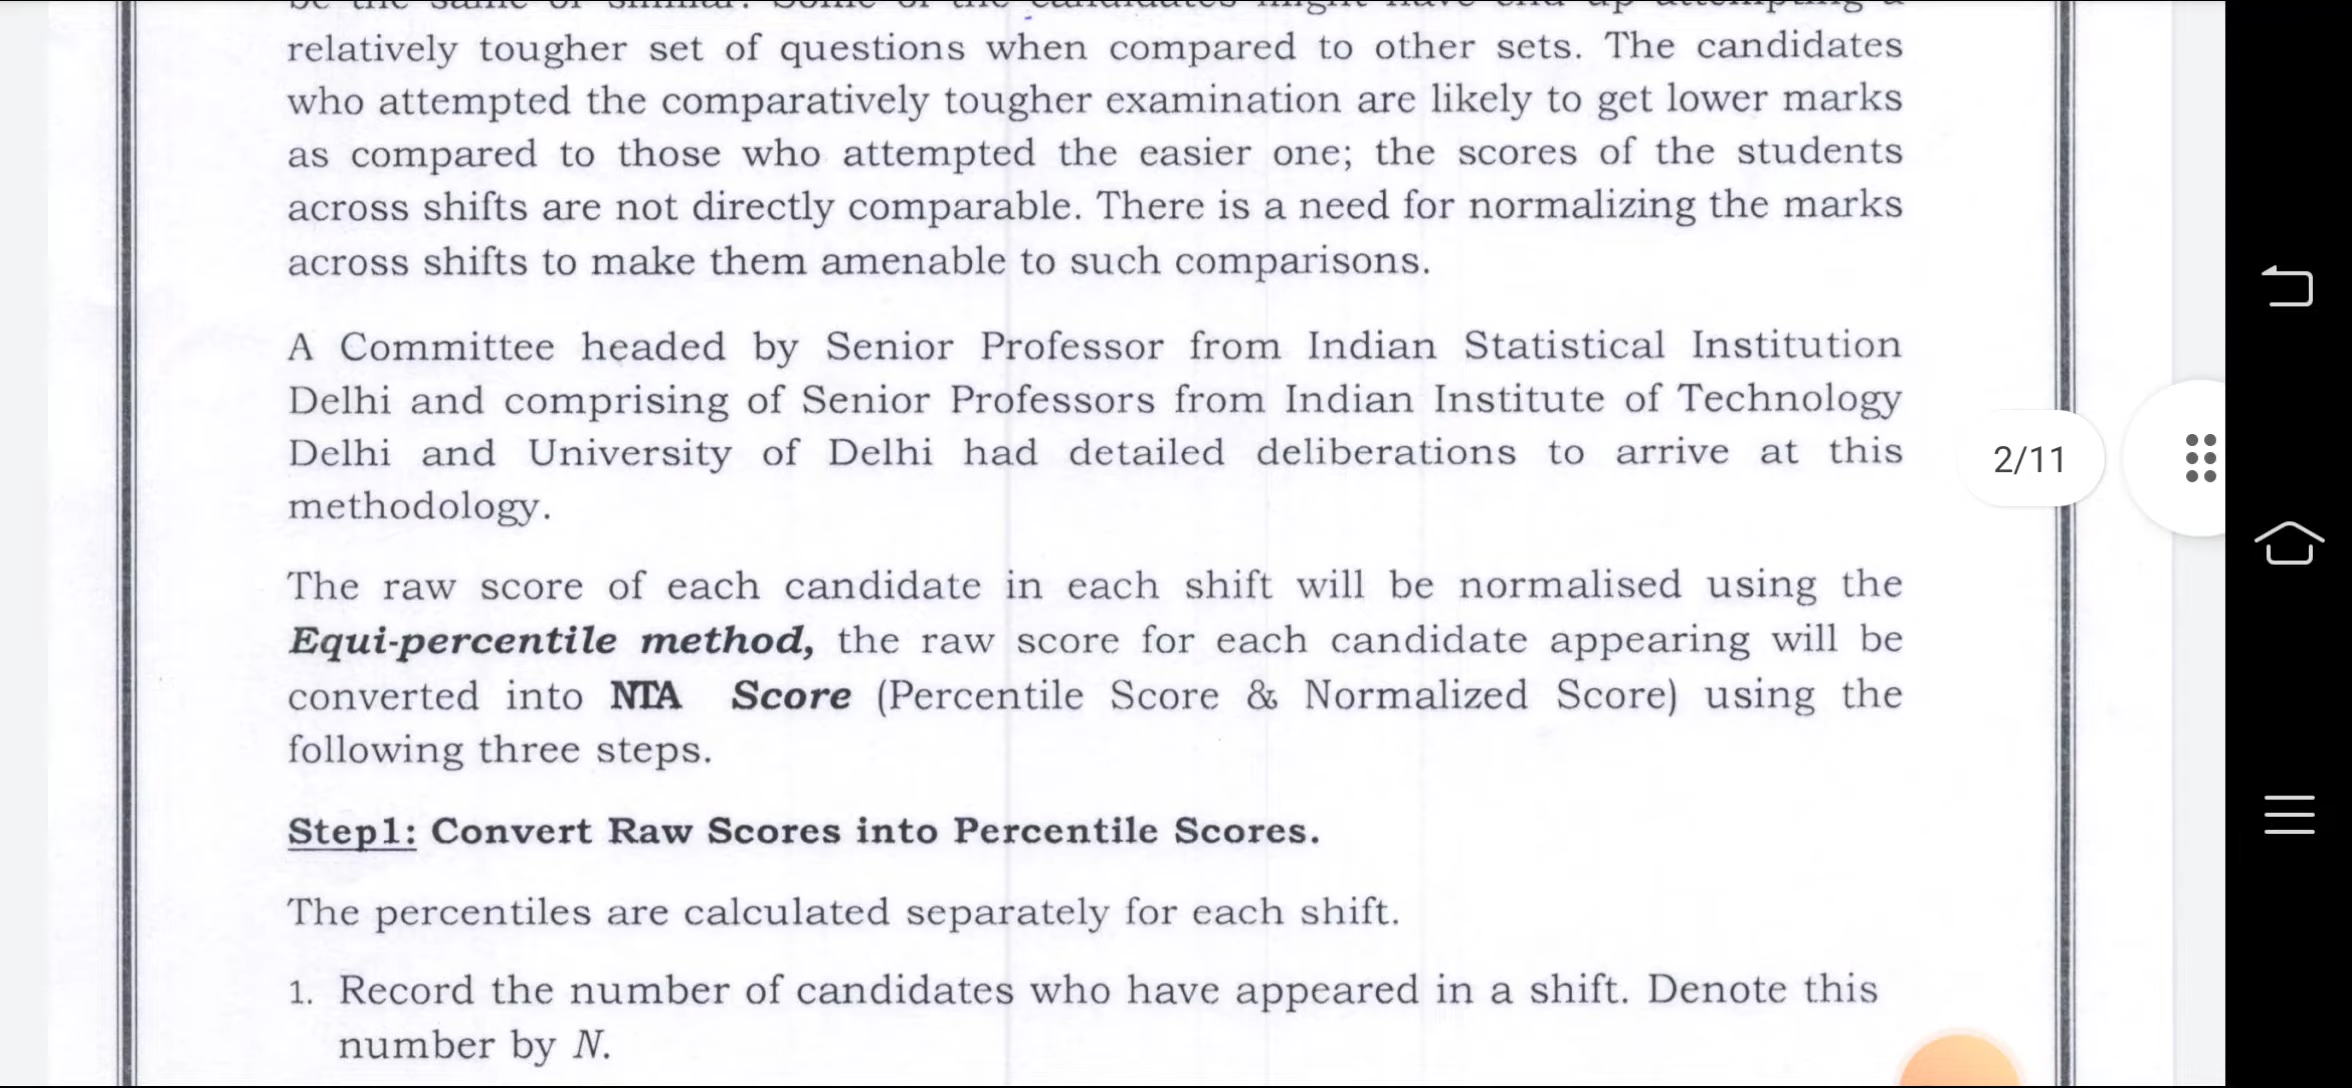 relatively tougher set of questions when compared to other sets. The candidates
who attempted the comparatively tougher examination are likely to get lower marks
as compared to those who attempted the easier one; the scores of the students
across shifts are not directly comparable. There is a need for normalizing the marks
across shifts to make them amenable to such comparisons.
A Committee headed by Senior Professor from Indian Statistical Institution
Delhi and comprising of Senior Professors from Indian Institute of Technology
Delhi and University of Delhi had detailed deliberations to arrive at this
methodology.
2/11
The raw score of each candidate in each shift will be normalised using the
Equi-percentile method, the raw score for each candidate appearing will be
converted into NTA Score (Percentile Score & Normalized Score) using the
following three steps.
Step1: Convert Raw Scores into Percentile Scores.
The percentiles are calculated separately for each shift.
1. Record the number of candidates who have appeared in a shift. Denote this
number by N.